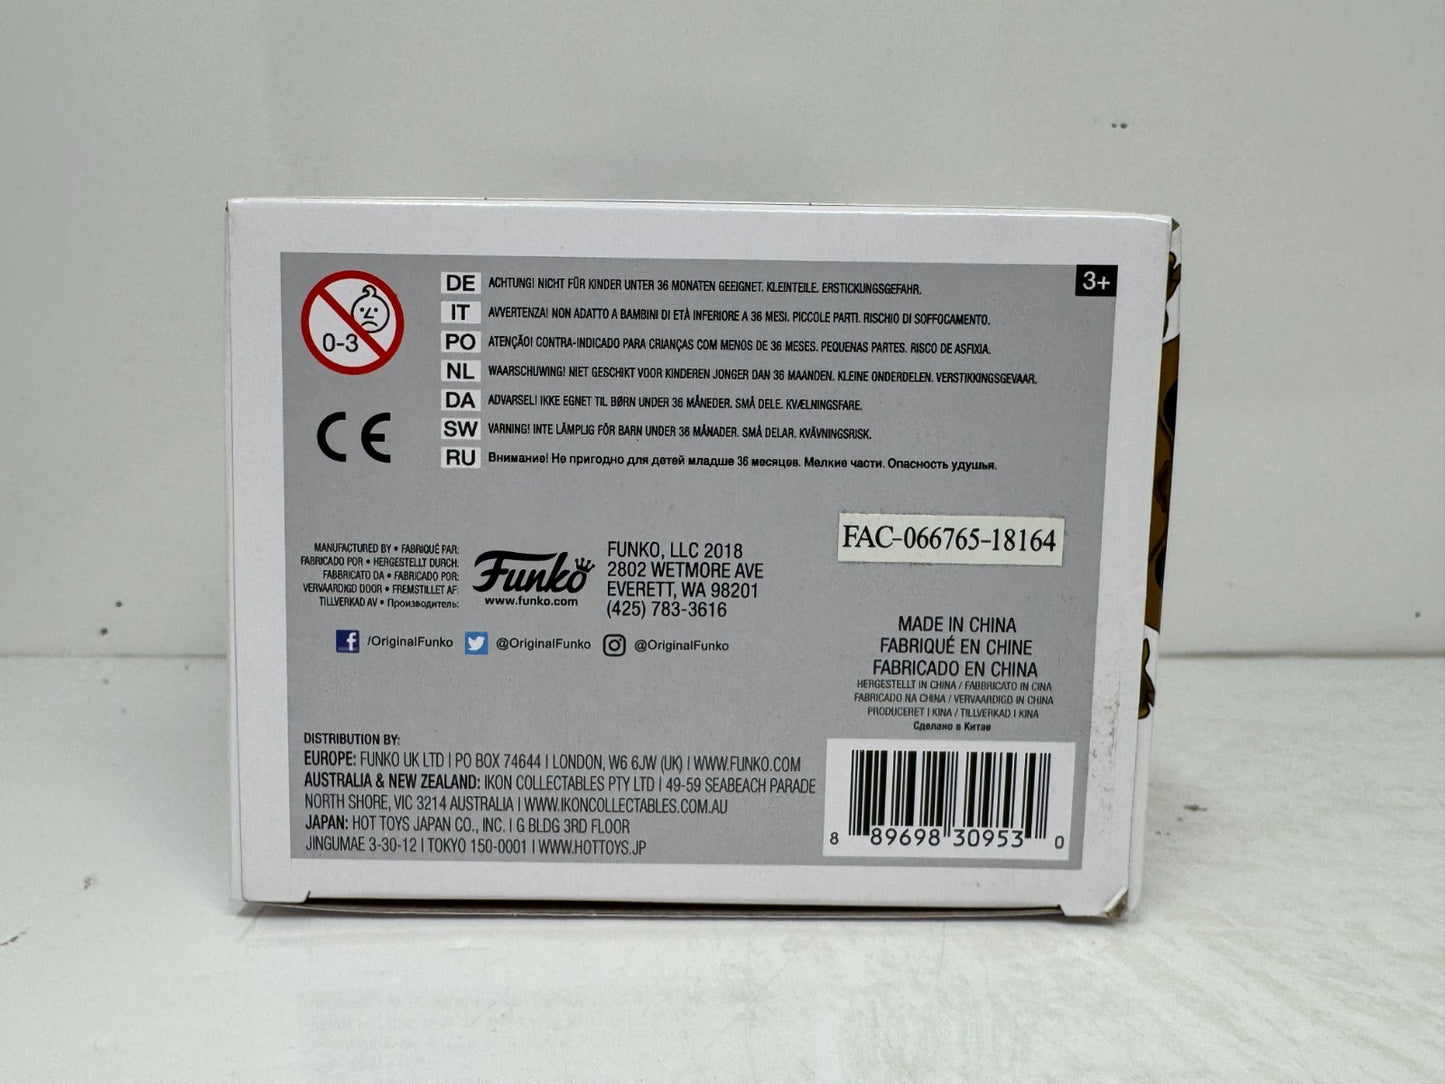 3+
0-3
DE ACHTUNG! NICHT FÜR KINDER UNTER 36 MONATEN GEEIGNET. KLEINTEILE. ERSTICKUNGSGEFAHR.
IT AVVERTENZA! NON ADATTO A BAMBINI DI ETÀ INFERIORE A 36 MESI. PICCOLE PARTI. RISCHIO DI SOFFOCAMENTO.
PO ATENÇÃO! CONTRA-INDICADO PARA CRIANÇAS COM MENOS DE 36 MESES. PEQUENAS PARTES. RISCO DE ASFIXIA.
NL WAARSCHUWING! NIET GESCHIKT VOOR KINDEREN JONGER DAN 36 MAANDEN. KLEINE ONDERDELEN. VERSTIKKINGSGEVAAR.
DA ADVARSEL! IKKE EGNET TIL BØRN UNDER 36 MÅNEDER. SMÅ DELE. KVÆLNINGSFARE.
SW VARNING! INTE LÄMPLIG FÖR BARN UNDER 36 MÅNADER. SMÅ DELAR. KVÄVNINGSRISK.
RU Внимание! Не пригодно для детей младше 36 месяцев. Мелкие части. Опасность удушья.
CE
FAC-066765-18164
MANUFACTURED BY • FABRIQUÉ PAR:
FABRICADO POR • HERGESTELLT DURCH:
FABBRICATO DA • FABRICADO POR:
VERVAARDIGD DOOR • FREMSTILLET AF:
TILLVERKAD AV • Производитель:
Funko
www.funko.com
FUNKO, LLC 2018
2802 WETMORE AVE
EVERETT, WA 98201
(425) 783-3616
/OriginalFunko @OriginalFunko @OriginalFunko
MADE IN CHINA
FABRIQUÉ EN CHINE
FABRICADO EN CHINA
HERGESTELLT IN CHINA / FABBRICATO IN CINA
FABRICADO NA CHINA / VERVAARDIGD IN CHINA
PRODUCERET I KINA / TILLVERKAD I KINA
Сделано в Китае
DISTRIBUTION BY:
EUROPE: FUNKO UK LTD | PO BOX 74644 | LONDON, W6 6JW (UK) | WWW.FUNKO.COM
AUSTRALIA & NEW ZEALAND: IKON COLLECTABLES PTY LTD | 49-59 SEABEACH PARADE
NORTH SHORE, VIC 3214 AUSTRALIA | WWW.IKONCOLLECTABLES.COM.AU
JAPAN: HOT TOYS JAPAN CO., INC. | G BLDG 3RD FLOOR
JINGUMAE 3-30-12 | TOKYO 150-0001 | WWW.HOTTOYS.JP
8 89698 30953 0